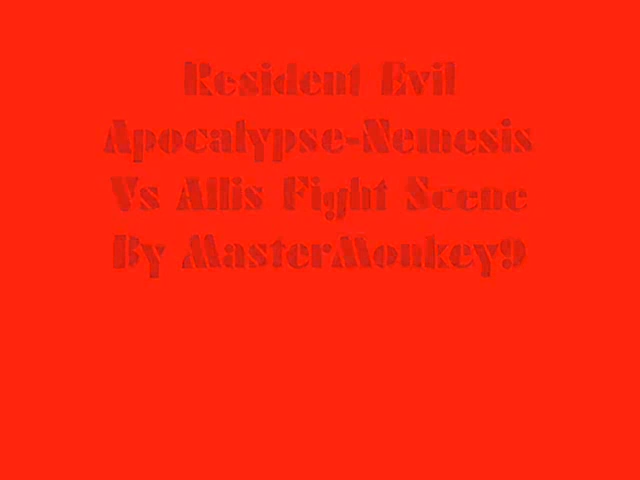 Resident Evil
Apocalypse-Nemesis
Vs Allis Fight Scene
By MasterMonkey9